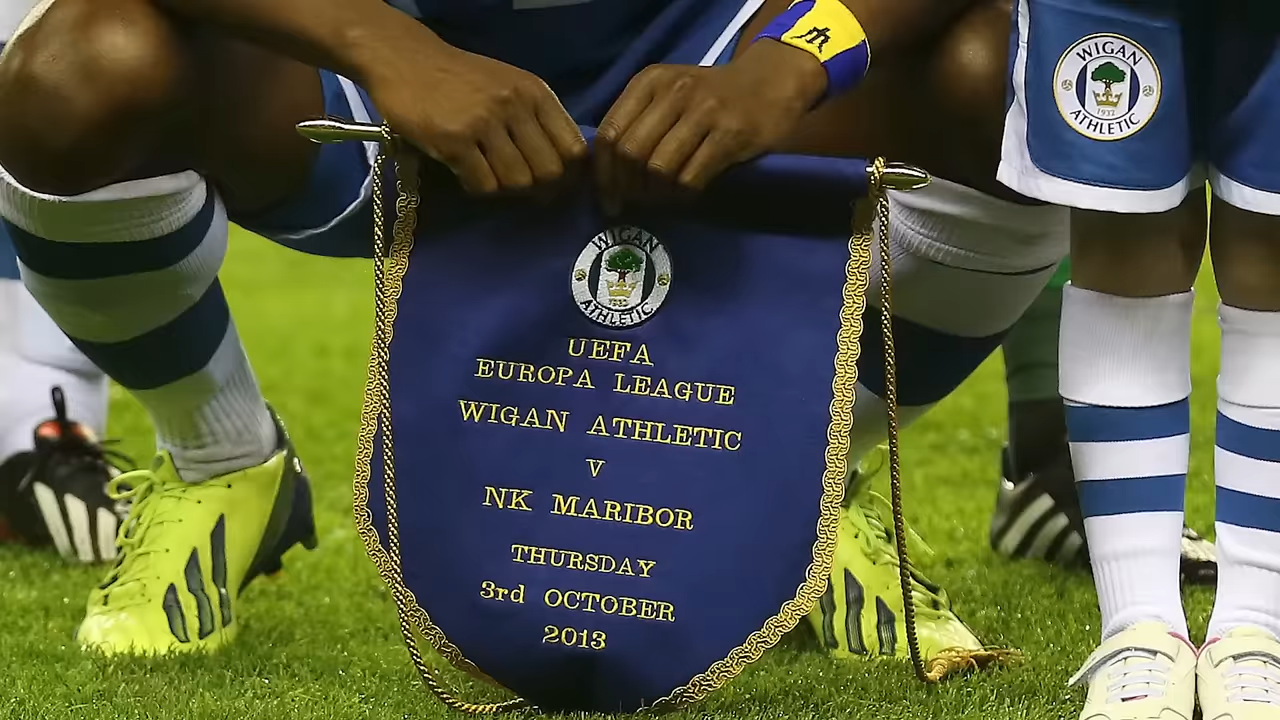 WIGAN
1932
ATHLETIC
WIGAN
ATHLETIC
UEFA
EUROPA LEAGUE
WIGAN ATHLETIC
V
NK MARIBOR
THURSDAY
3rd OCTOBER
2013